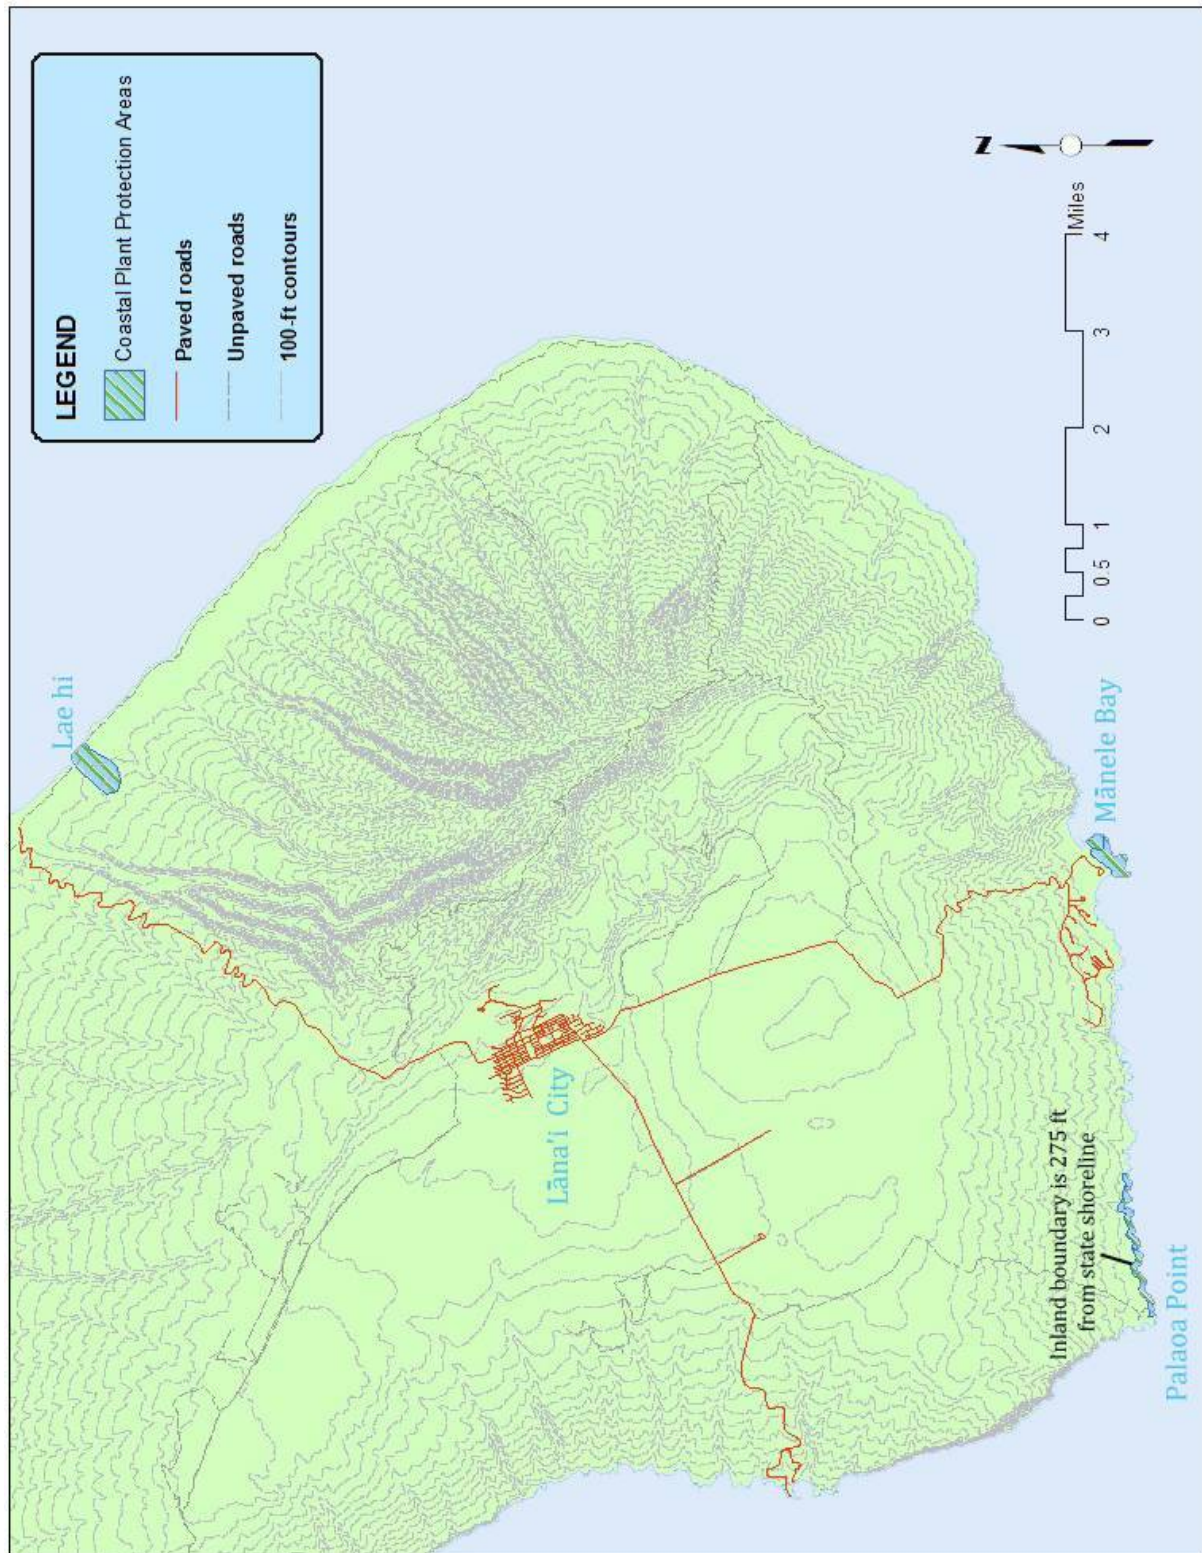 LEGEND
Coastal Plant Protection Areas
Paved roads
Unpaved roads
100-ft contours
Lae hi
Lāna'i City
Mānele Bay
Inland boundary is 275 ft
from state shoreline
Palaoa Point
N
0 0.5 1 2 3 4
Miles